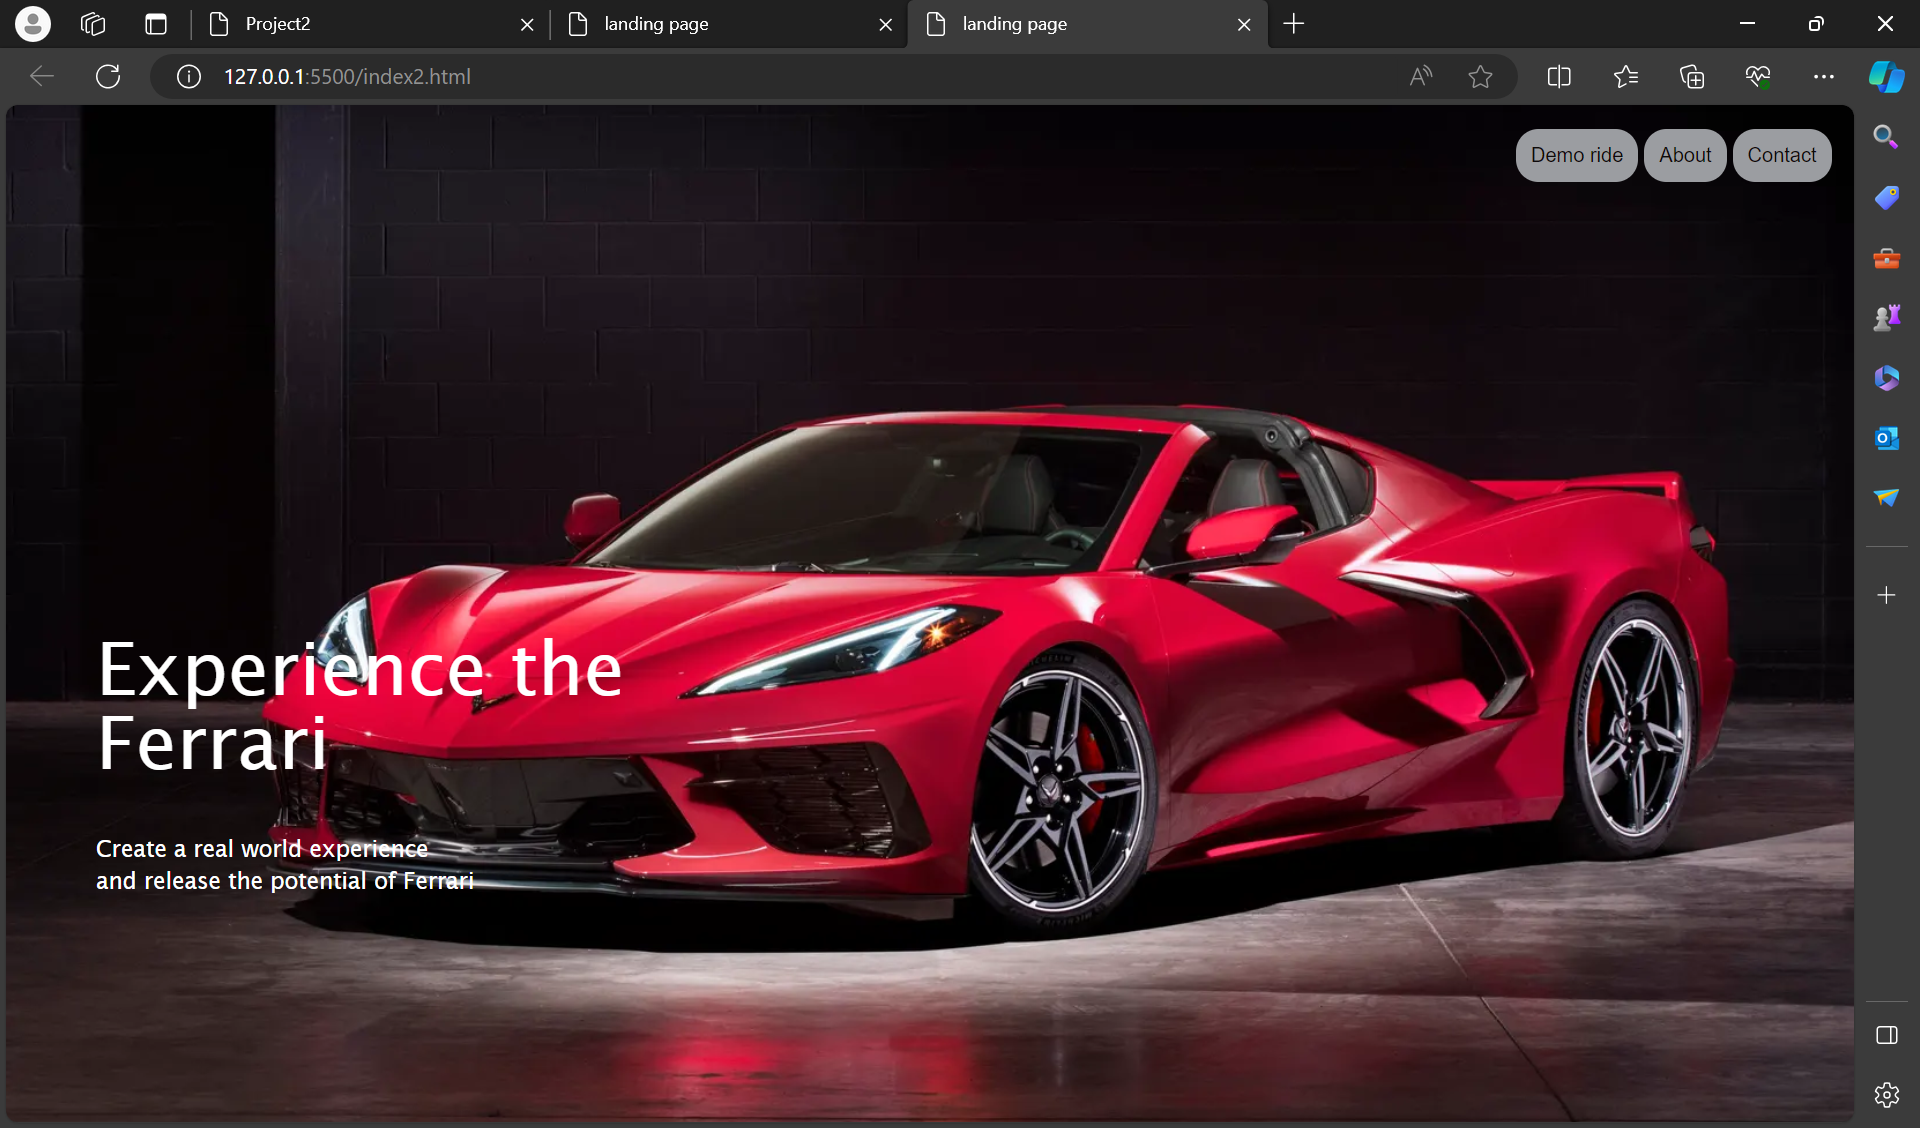 Project2
landing page
landing page
127.0.0.1:5500/index2.html
Demo ride
About
Contact
Experience the
Ferrari
Create a real world experience
and release the potential of Ferrari